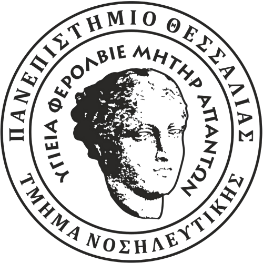 ΠΑΝΕΠΙΣΤΗΜΙΟ ΘΕΣΣΑΛΙΑΣ
ΥΓΙΕΙΑ ΦΕΡΟΛΒΙΕ ΜΗΤΗΡ ΑΠΑΝΤΩΝ
ΤΜΗΜΑ ΝΟΣΗΛΕΥΤΙΚΗΣ